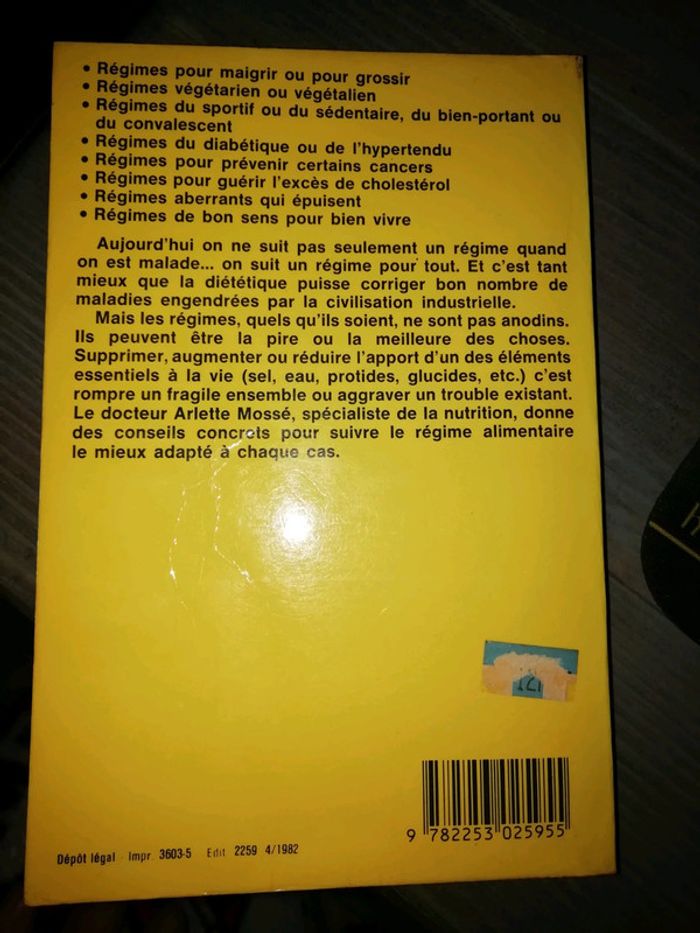 • Régimes pour maigrir ou pour grossir
• Régimes végétarien ou végétalien
• Régimes du sportif ou du sédentaire, du bien-portant ou
du convalescent
• Régimes du diabétique ou de l'hypertendu
• Régimes pour prévenir certains cancers
• Régimes pour guérir l'excès de cholestérol
• Régimes aberrants qui épuisent
• Régimes de bon sens pour bien vivre
Aujourd'hui on ne suit pas seulement un régime quand
on est malade... on suit un régime pour tout. Et c'est tant
mieux que la diététique puisse corriger bon nombre de
maladies engendrées par la civilisation industrielle.
Mais les régimes, quels qu'ils soient, ne sont pas anodins.
Ils peuvent être la pire ou la meilleure des choses.
Supprimer, augmenter ou réduire l'apport d'un des éléments
essentiels à la vie (sel, eau, protides, glucides, etc.) c'est
rompre un fragile ensemble ou aggraver un trouble existant.
Le docteur Arlette Mossé, spécialiste de la nutrition, donne
des conseils concrets pour suivre le régime alimentaire
le mieux adapté à chaque cas.
9 782253 025955
Dépôt légal Impr. 3603-5 Edit 2259 4/1982